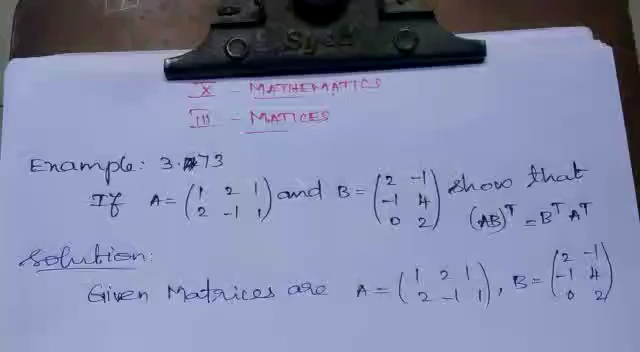 X - MATHEMATICS
III - MATICES
Example: 3.73
If A = ( 1 2 1 ) and B = ( 2 -1 ) show that
2 -1 1 -1 4
0 2 (AB)ᵀ = BᵀAᵀ
Solution:
Given Matrices are A = ( 1 2 1 ), B = ( 2 -1 )
2 -1 1 -1 4
0 2